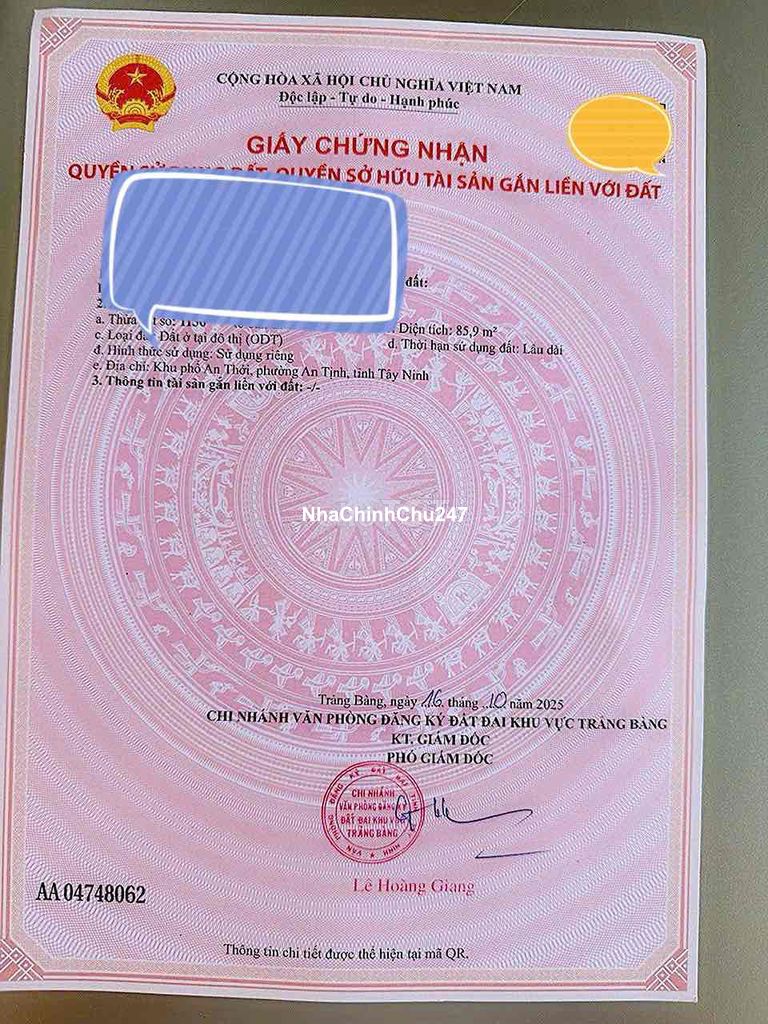 CỘNG HÒA XÃ HỘI CHỦ NGHĨA VIỆT NAM
Độc lập - Tự do - Hạnh phúc
GIẤY CHỨNG NHẬN
QUYỀN SỬ DỤNG ĐẤT, QUYỀN SỞ HỮU TÀI SẢN GẮN LIỀN VỚI ĐẤT
đất:
2.
a. Thửa Diện tích: 85,9 m²
c. Loại Đất ở tại đô thị (ODT) d. Thời hạn sử dụng đất: Lâu dài
đ. Hình thức sử dụng: Sử dụng riêng
e. Địa chỉ: Khu phố An Thới, phường An Tịnh, tỉnh Tây Ninh
3. Thông tin tài sản gắn liền với đất: -/-
NhaChinhChu247
Trảng Bàng, ngày 16 tháng 10 năm 2025
CHI NHÁNH VĂN PHÒNG ĐĂNG KÝ ĐẤT ĐAI KHU VỰC TRẢNG BÀNG
KT. GIÁM ĐỐC
PHÓ GIÁM ĐỐC
CHI NHÁNH
VĂN PHÒNG ĐĂNG KÝ
ĐẤT ĐAI KHU VỰC
TRẢNG BÀNG
Lê Hoàng Giang
AA 04748062
Thông tin chi tiết được thể hiện tại mã QR.